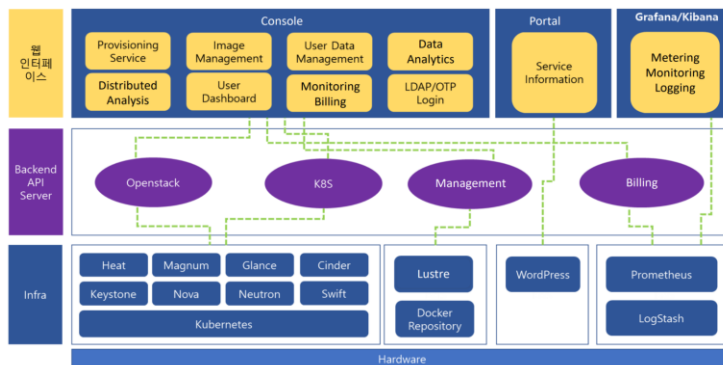 웹
인터페이스
Console
Provisioning
Service
Image
Management
User Data
Management
Data
Analytics
Distributed
Analysis
User
Dashboard
Monitoring
Billing
LDAP/OTP
Login
Portal
Service
Information
Grafana/Kibana
Metering
Monitoring
Logging
Backend
API
Server
Openstack
K8S
Management
Billing
Infra
Heat
Magnum
Glance
Cinder
Keystone
Nova
Neutron
Swift
Kubernetes
Lustre
Docker
Repository
WordPress
Prometheus
LogStash
Hardware